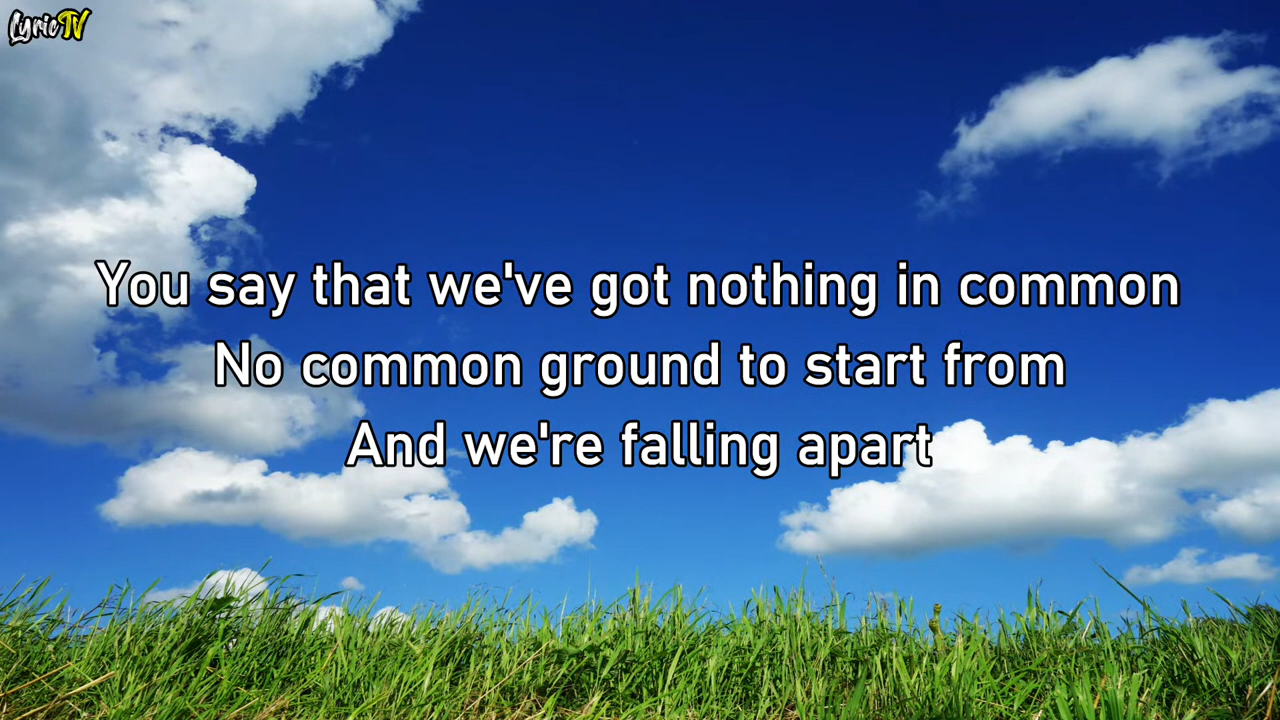 LyricTV
You say that we've got nothing in common
No common ground to start from
And we're falling apart